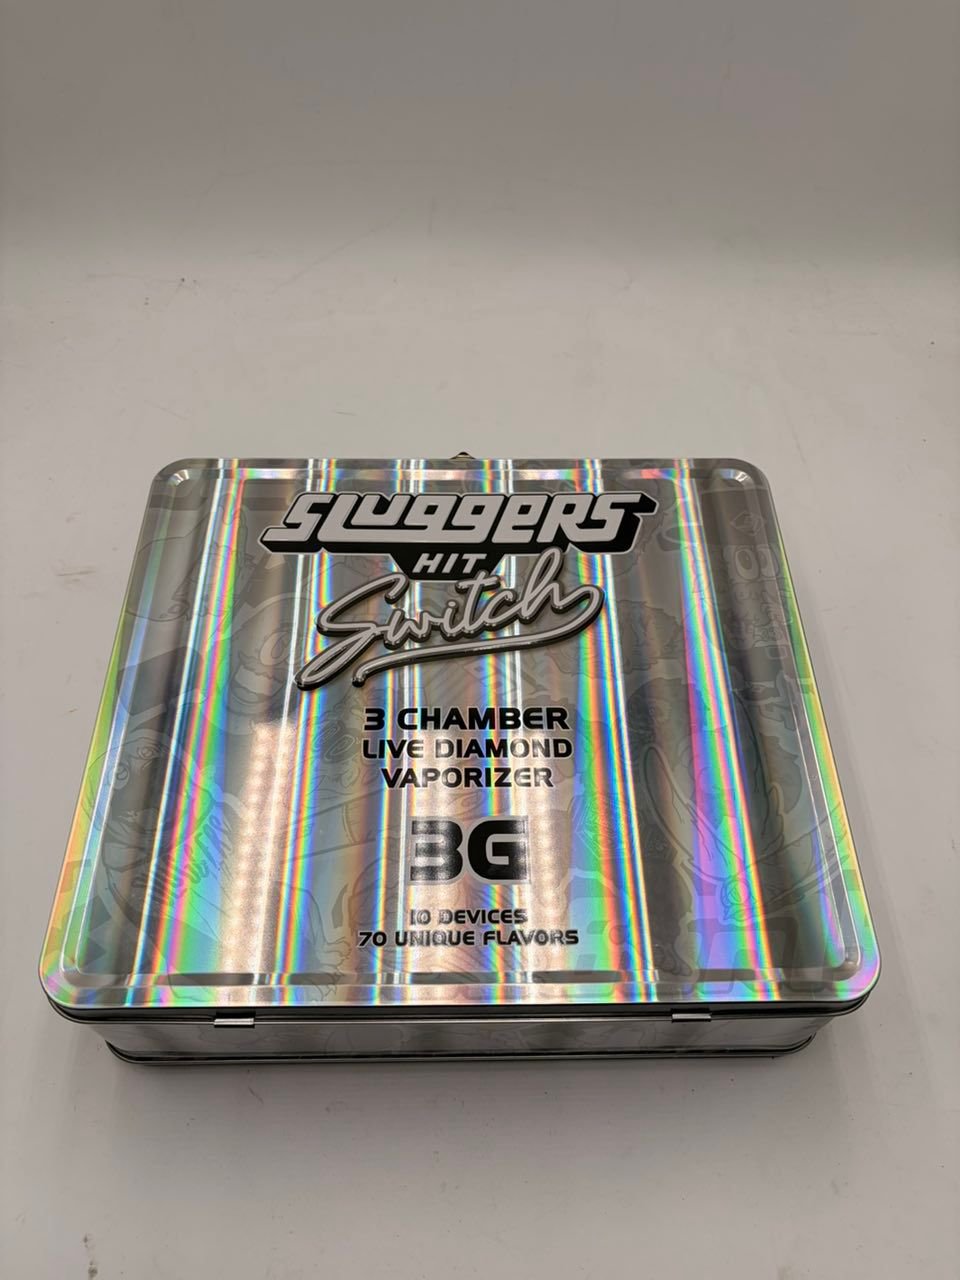 SLUGGERS
HIT
Switch
3 CHAMBER
LIVE DIAMOND
VAPORIZER
3G
10 DEVICES
70 UNIQUE FLAVORS